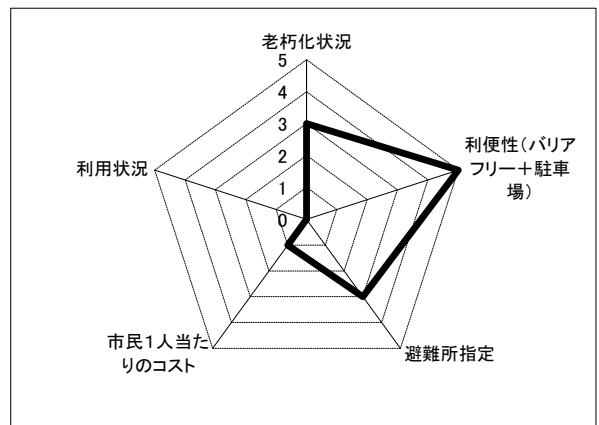 老朽化状況
5
4
3
2
1
0
利便性（バリア
フリー＋駐車
場）
利用状況
市民１人当た
りのコスト
避難所指定